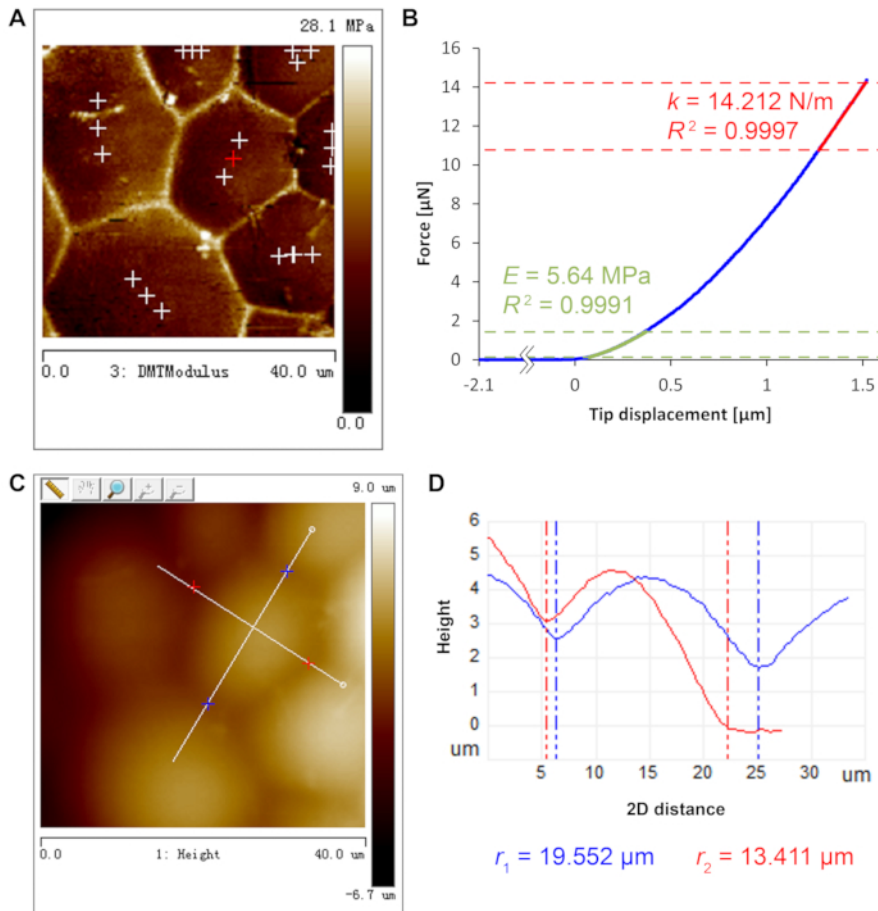 A
28.1 MPa
0.0
3: DMTModulus
40.0 um
0.0
B
Force [µN]
16
14
12
10
8
6
4
2
0
k = 14.212 N/m
R² = 0.9997
E = 5.64 MPa
R² = 0.9991
-2.1
0
0.5
1
1.5
Tip displacement [µm]
C
9.0 um
0.0
1: Height
40.0 um
-6.7 um
D
Height
6
5
4
3
2
1
0
um
5
10
15
20
25
30
um
2D distance
r₁ = 19.552 µm
r₂ = 13.411 µm